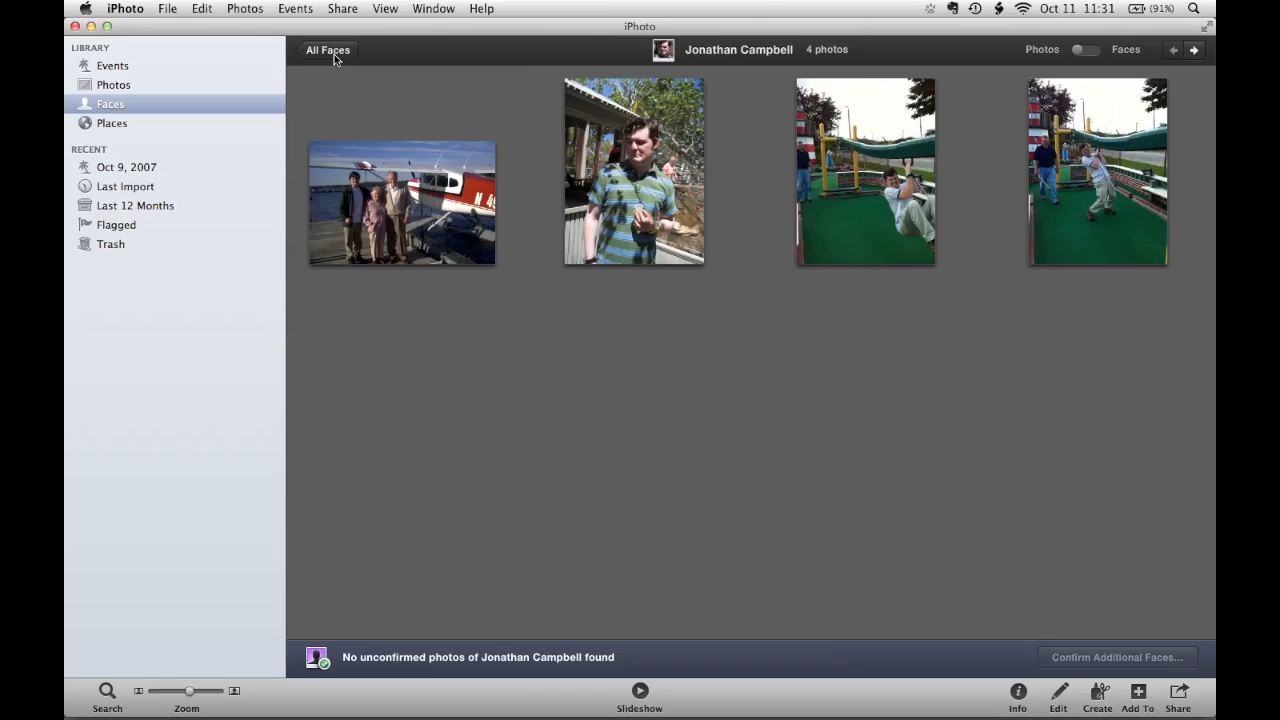 iPhoto File Edit Photos Events Share View Window Help Oct 11 11:31 (91%)
iPhoto
LIBRARY
Events
Photos
Faces
Places
RECENT
Oct 9, 2007
Last Import
Last 12 Months
Flagged
Trash
All Faces Jonathan Campbell 4 photos Photos Faces
No unconfirmed photos of Jonathan Campbell found Confirm Additional Faces...
Search Zoom Slideshow Info Edit Create Add To Share